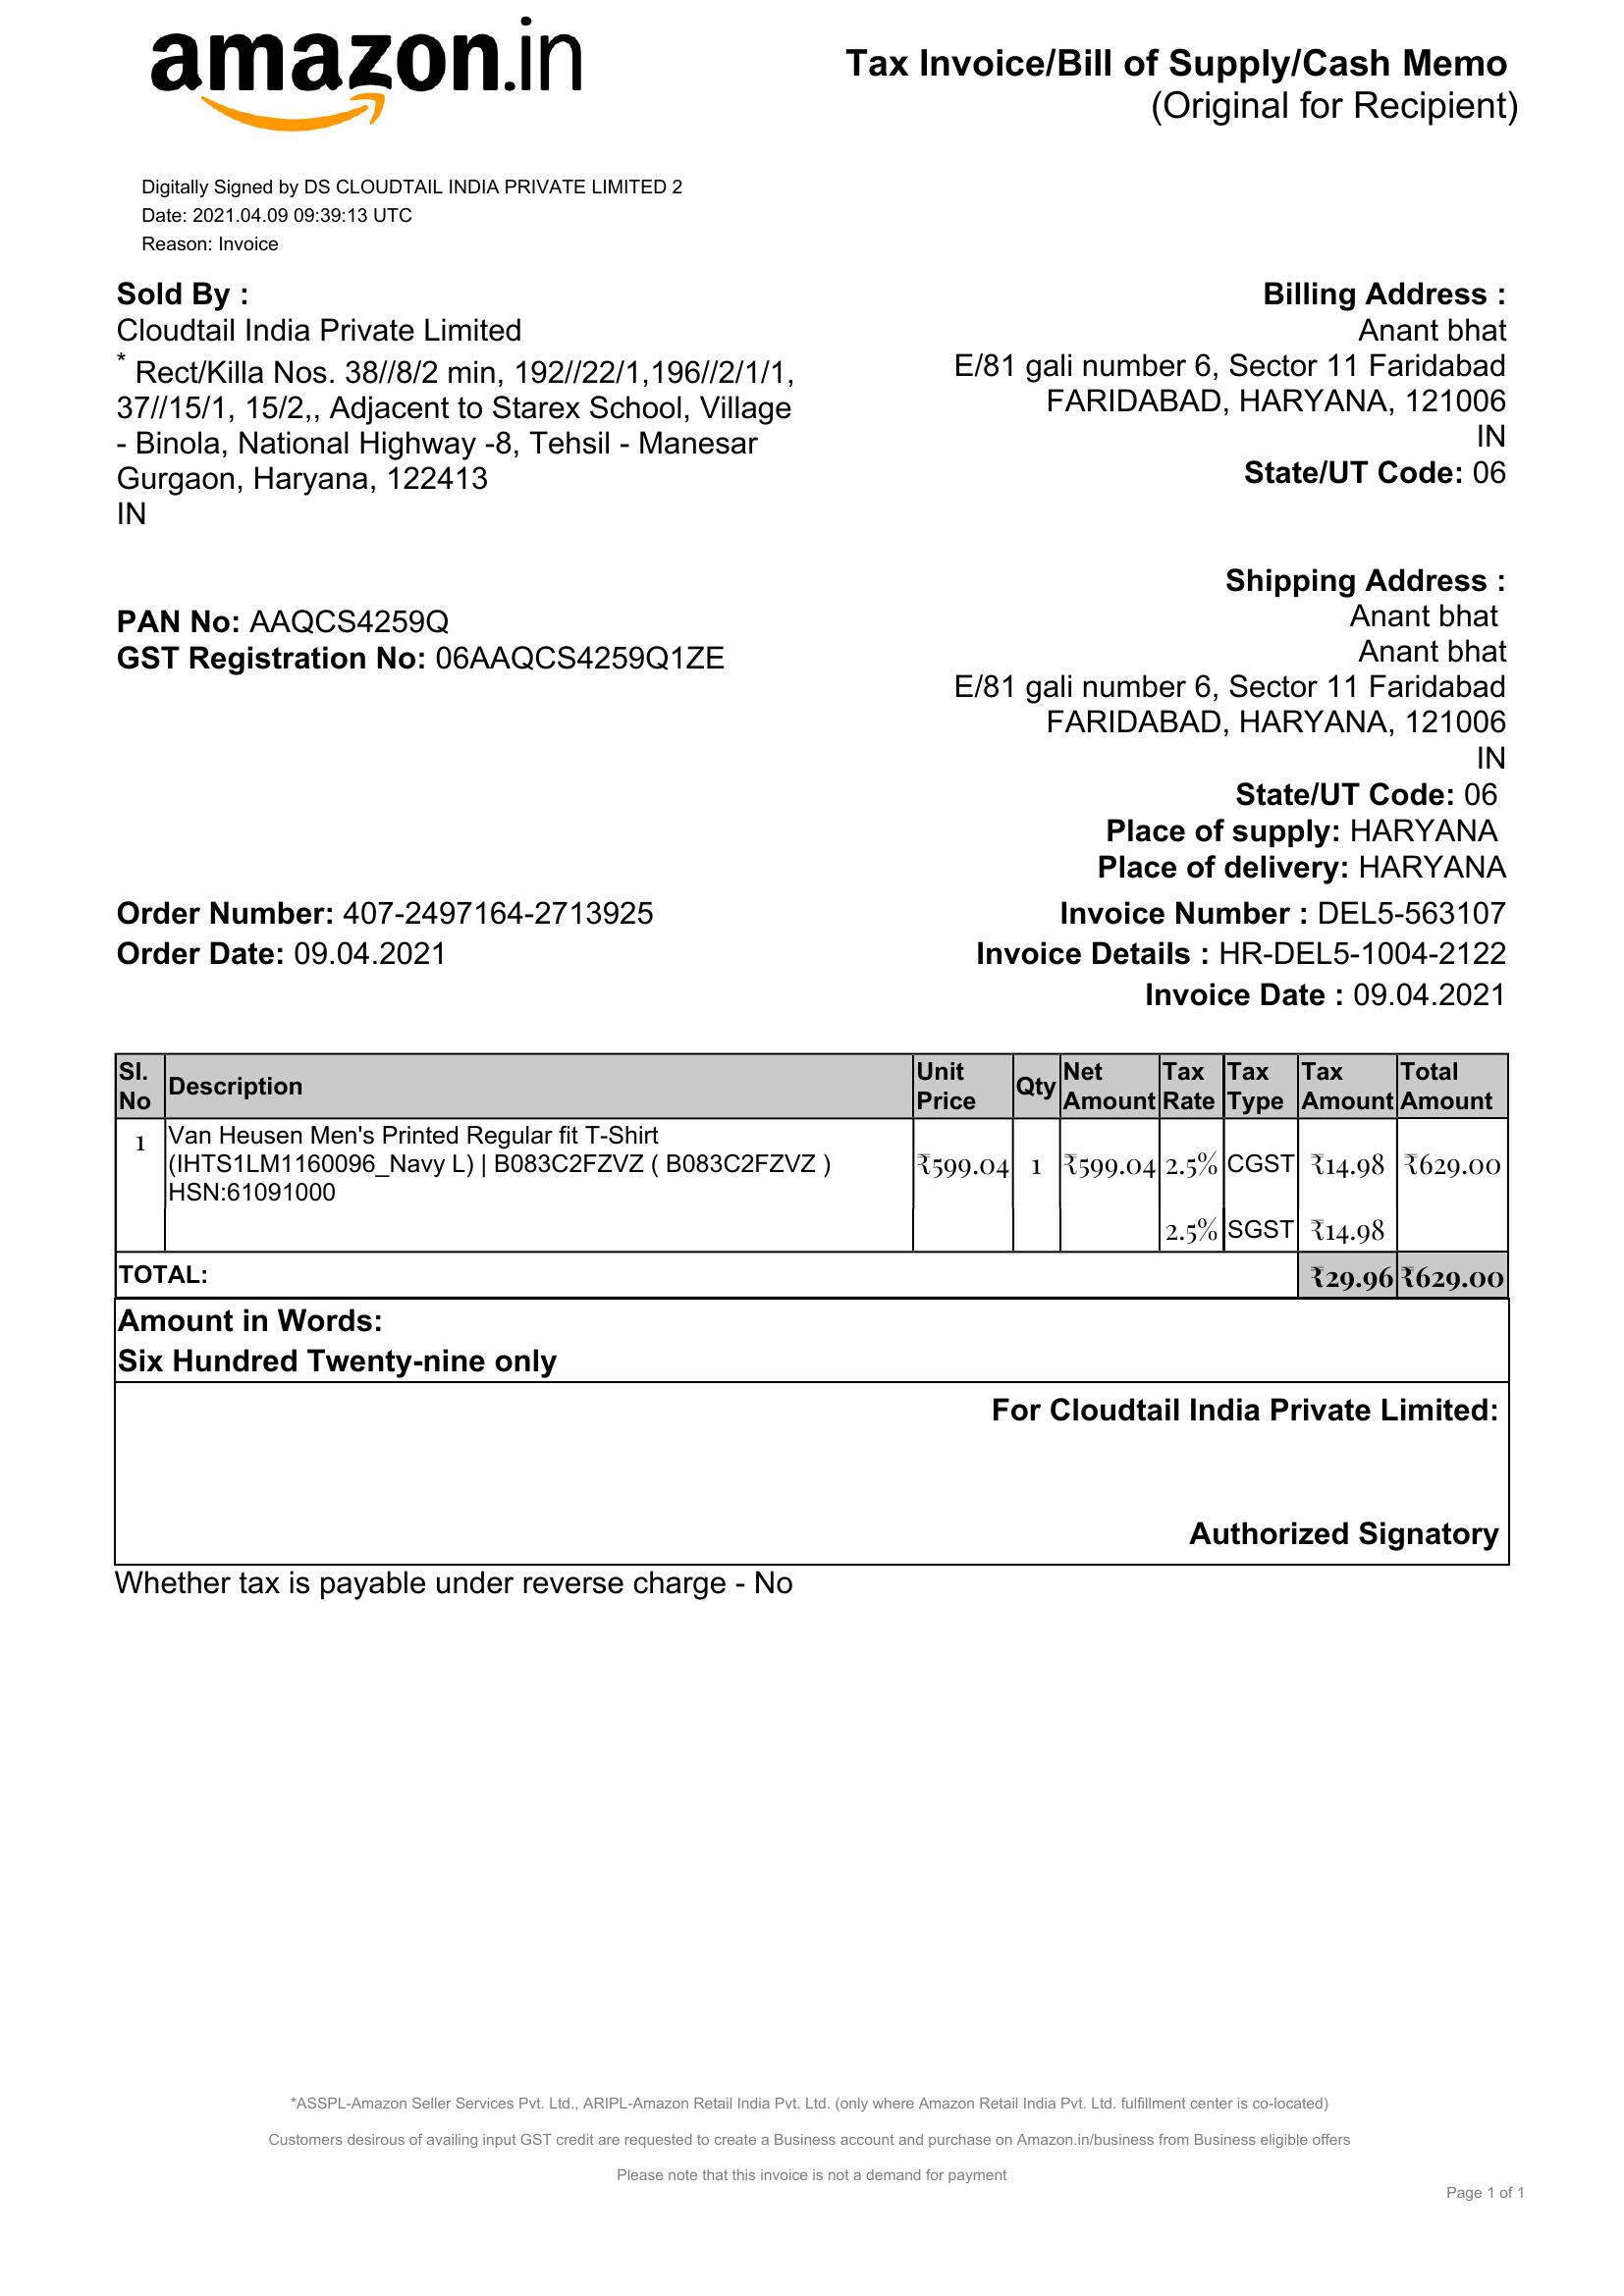 amazon.in
Tax Invoice/Bill of Supply/Cash Memo
(Original for Recipient)
Digitally Signed by DS CLOUDTAIL INDIA PRIVATE LIMITED 2
Date: 2021.04.09 09:39:13 UTC
Reason: Invoice
Sold By :
Cloudtail India Private Limited
* Rect/Killa Nos. 38//8/2 min, 192//22/1,196//2/1/1,
37//15/1, 15/2,, Adjacent to Starex School, Village
- Binola, National Highway -8, Tehsil - Manesar
Gurgaon, Haryana, 122413
IN
Billing Address :
Anant bhat
E/81 gali number 6, Sector 11 Faridabad
FARIDABAD, HARYANA, 121006
IN
State/UT Code: 06
PAN No: AAQCS4259Q
GST Registration No: 06AAQCS4259Q1ZE
Shipping Address :
Anant bhat
Anant bhat
E/81 gali number 6, Sector 11 Faridabad
FARIDABAD, HARYANA, 121006
IN
State/UT Code: 06
Place of supply: HARYANA
Place of delivery: HARYANA
Order Number: 407-2497164-2713925
Order Date: 09.04.2021
Invoice Number : DEL5-563107
Invoice Details : HR-DEL5-1004-2122
Invoice Date : 09.04.2021
Sl. No Description Unit Price Qty Net Amount Tax Rate Tax Type Tax Amount Total Amount
1 Van Heusen Men's Printed Regular fit T-Shirt
(IHTS1LM1160096_Navy L) | B083C2FZVZ ( B083C2FZVZ ) ₹599.04 1 ₹599.04 2.5% CGST ₹14.98 ₹629.00
HSN:61091000
2.5% SGST ₹14.98
TOTAL: ₹29.96 ₹629.00
Amount in Words:
Six Hundred Twenty-nine only
For Cloudtail India Private Limited:
Authorized Signatory
Whether tax is payable under reverse charge - No
*ASSPL-Amazon Seller Services Pvt. Ltd., ARIPL-Amazon Retail India Pvt. Ltd. (only where Amazon Retail India Pvt. Ltd. fulfillment center is co-located)
Customers desirous of availing input GST credit are requested to create a Business account and purchase on Amazon.in/business from Business eligible offers
Please note that this invoice is not a demand for payment
Page 1 of 1